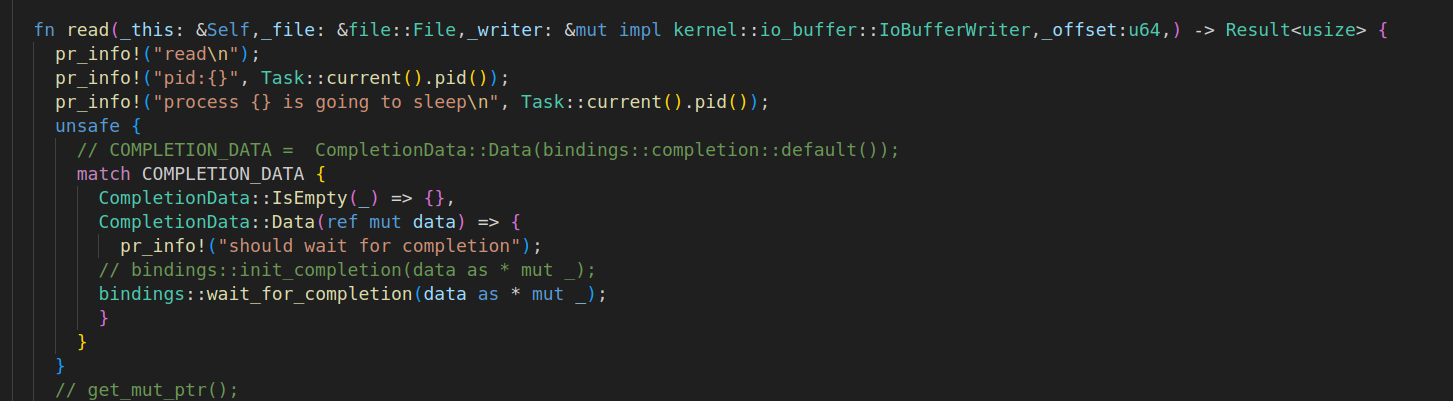 fn read(_this: &Self,_file: &file::File,_writer: &mut impl kernel::io_buffer::IoBufferWriter,_offset:u64,) -> Result<usize> {
pr_info!("read\n");
pr_info!("pid:{}", Task::current().pid());
pr_info!("process {} is going to sleep\n", Task::current().pid());
unsafe {
// COMPLETION_DATA =  CompletionData::Data(bindings::completion::default());
match COMPLETION_DATA {
CompletionData::IsEmpty(_) => {},
CompletionData::Data(ref mut data) => {
pr_info!("should wait for completion");
// bindings::init_completion(data as * mut _);
bindings::wait_for_completion(data as * mut _);
}
}
}
// get_mut_ptr();